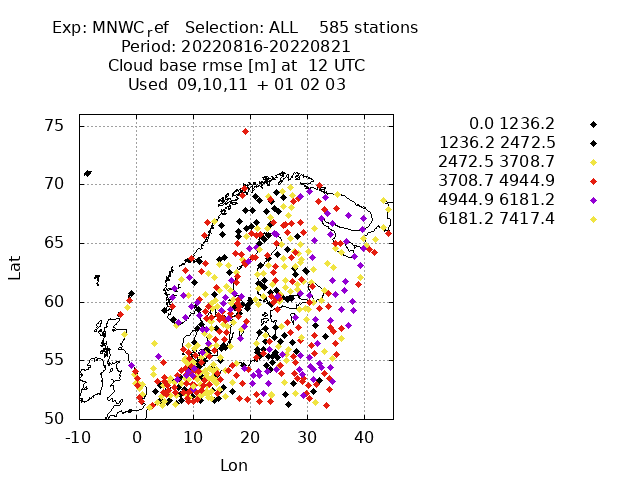 Exp: MNWC_ref Selection: ALL 585 stations
Period: 20220816-20220821
Cloud base rmse [m] at 12 UTC
Used 09,10,11 + 01 02 03
0.0 1236.2
1236.2 2472.5
2472.5 3708.7
3708.7 4944.9
4944.9 6181.2
6181.2 7417.4
75
70
65
60
55
50
Lat
-10 0 10 20 30 40
Lon